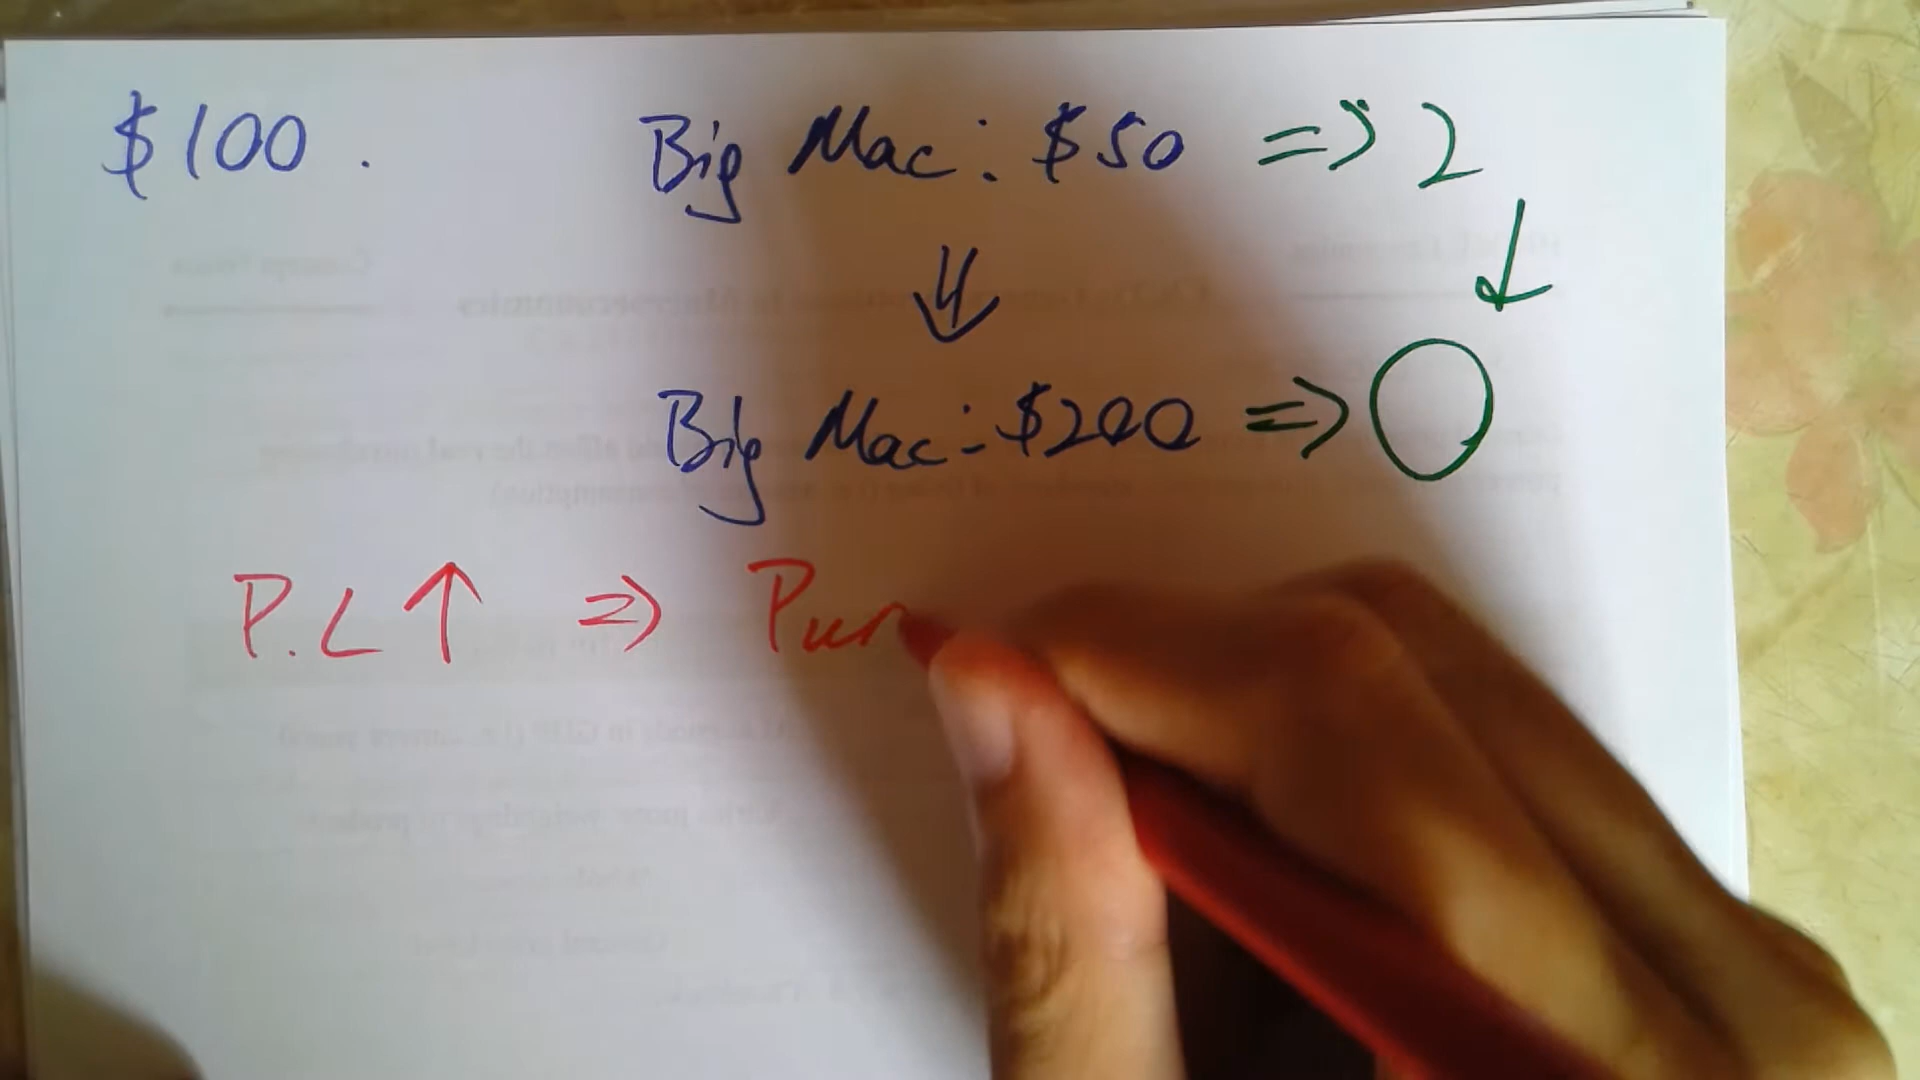 $100. Big Mac: $50 => 2
Big Mac: $200 => 0
P.L ↑ => Pur